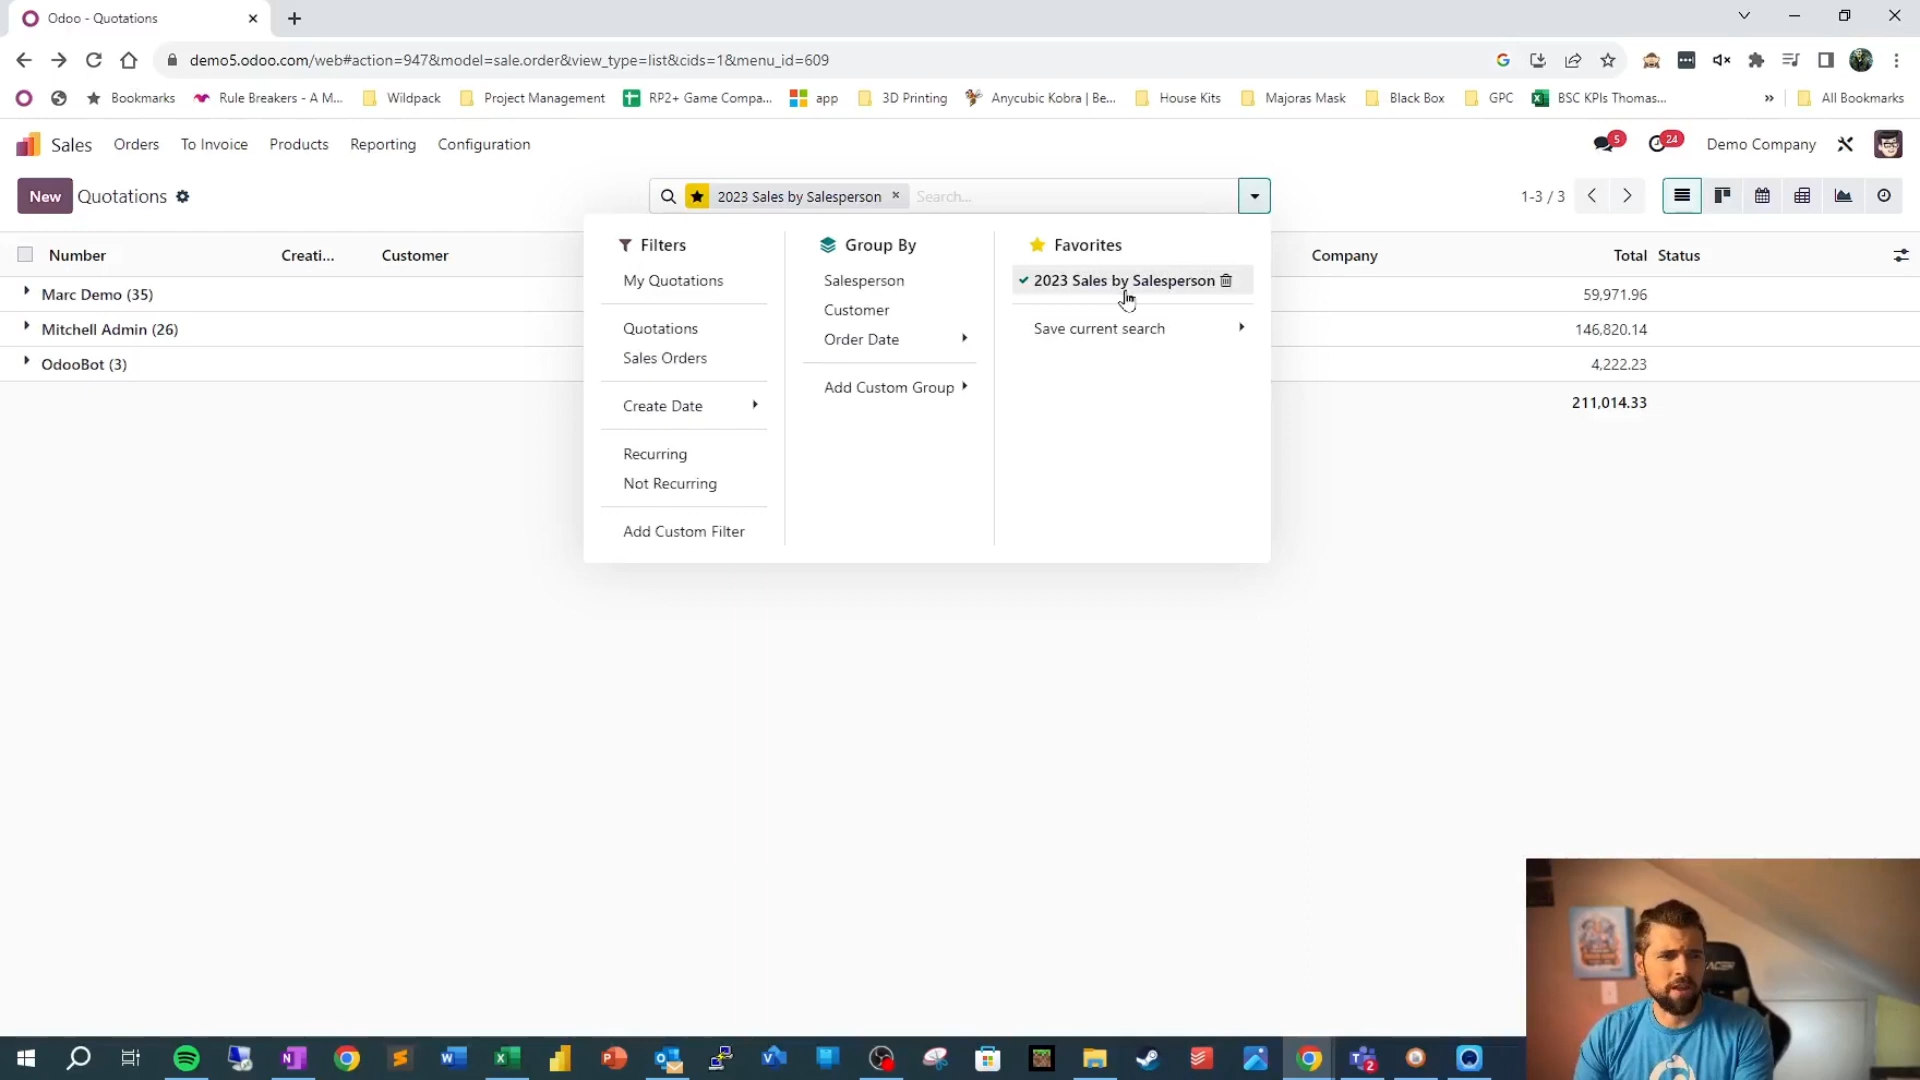 Odoo - Quotations
demo5.odoo.com/web#action=947&model=sale.order&view_type=list&cids=1&menu_id=609
Bookmarks Rule Breakers - A M... Wildpack Project Management RP2+ Game Compa... app 3D Printing Anycubic Kobra | Be... House Kits Majoras Mask Black Box GPC BSC KPIs Thomas... » All Bookmarks
Sales Orders To Invoice Products Reporting Configuration 5 24 Demo Company
New Quotations 2023 Sales by Salesperson × Search... 1-3 / 3
Number Creati... Customer Company Total Status
Marc Demo (35) 59,971.96
Mitchell Admin (26) 146,820.14
OdooBot (3) 4,222.23
211,014.33
Filters
My Quotations
Quotations
Sales Orders
Create Date
Recurring
Not Recurring
Add Custom Filter
Group By
Salesperson
Customer
Order Date
Add Custom Group
Favorites
2023 Sales by Salesperson
Save current search
ACER
2